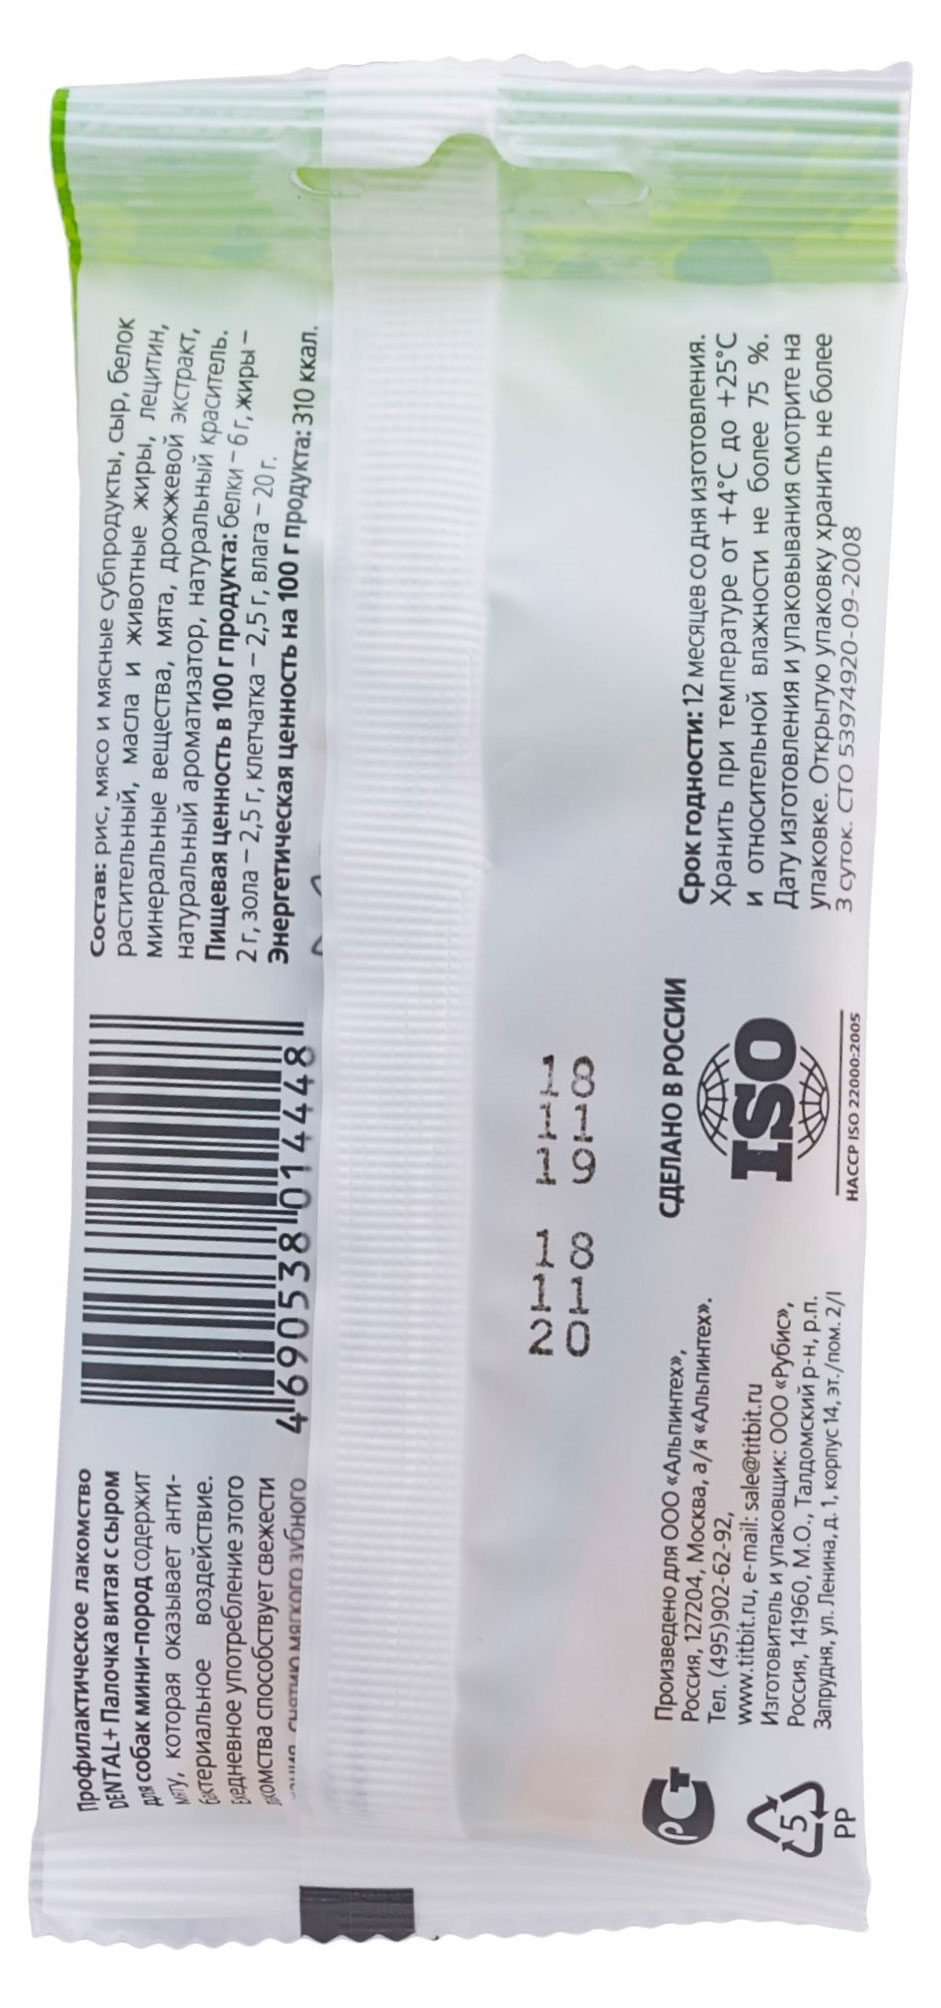 Профилактическое лакомство
DENTAL+ Палочка витая с сыром
для собак мини-пород содержит
мяту, которая оказывает анти-
бактериальное воздействие.
Ежедневное употребление этого
лакомства способствует свежести
снятию мягкого зубного
4 690538 014448
Состав: рис, мясо и мясные субпродукты, сыр, белок
растительный, масла и животные жиры, лецитин,
минеральные вещества, мята, дрожжевой экстракт,
натуральный ароматизатор, натуральный краситель.
Пищевая ценность в 100 г продукта: белки – 6 г, жиры –
2 г, зола – 2,5 г, клетчатка – 2,5 г, влага – 20 г.
Энергетическая ценность на 100 г продукта: 310 ккал.
Произведено для ООО «Альпинтех»,
Россия, 127204, Москва, а/я «Альпинтех».
Тел. (495)902-62-92,
www.titbit.ru, e-mail: sale@titbit.ru
Изготовитель и упаковщик: ООО «Рубис»,
Россия, 141960, М.О., Талдомский р-н, р.п.
Запрудня, ул. Ленина, д. 1, корпус 14, эт./пом. 2/I
РСТ
5
PP
СДЕЛАНО В РОССИИ
ISO
HACCP ISO 22000:2005
Срок годности: 12 месяцев со дня изготовления.
Хранить при температуре от +4°С до +25°С
и относительной влажности не более 75 %.
Дату изготовления и упаковывания смотрите на
упаковке. Открытую упаковку хранить не более
3 суток. СТО 53974920-09-2008